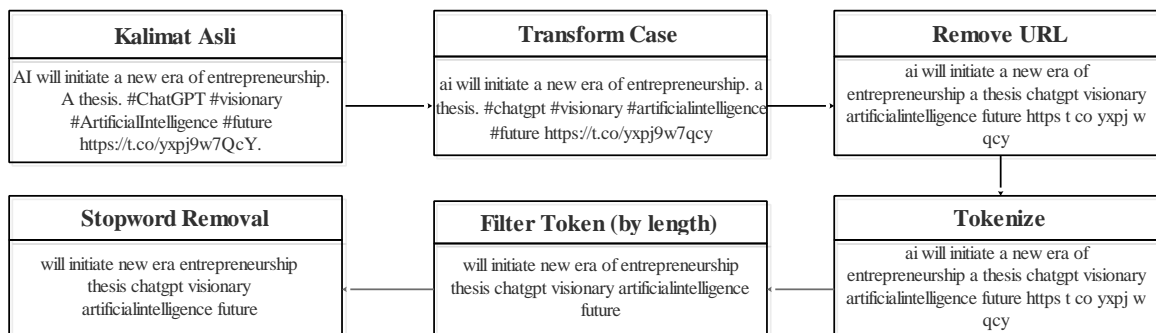 Kalimat Asli
AI will initiate a new era of entrepreneurship.
A thesis. #ChatGPT #visionary
#ArtificialIntelligence #future
https://t.co/yxpj9w7QcY.
Transform Case
ai will initiate a new era of entrepreneurship. a
thesis. #chatgpt #visionary #artificialintelligence
#future https://t.co/yxpj9w7qcy
Remove URL
ai will initiate a new era of
entrepreneurship a thesis chatgpt visionary
artificialintelligence future https t co yxpj w
qcy
Tokenize
ai will initiate a new era of
entrepreneurship a thesis chatgpt visionary
artificialintelligence future https t co yxpj w
qcy
Filter Token (by length)
will initiate new era of entrepreneurship
thesis chatgpt visionary artificialintelligence
future
Stopword Removal
will initiate new era entrepreneurship
thesis chatgpt visionary
artificialintelligence future